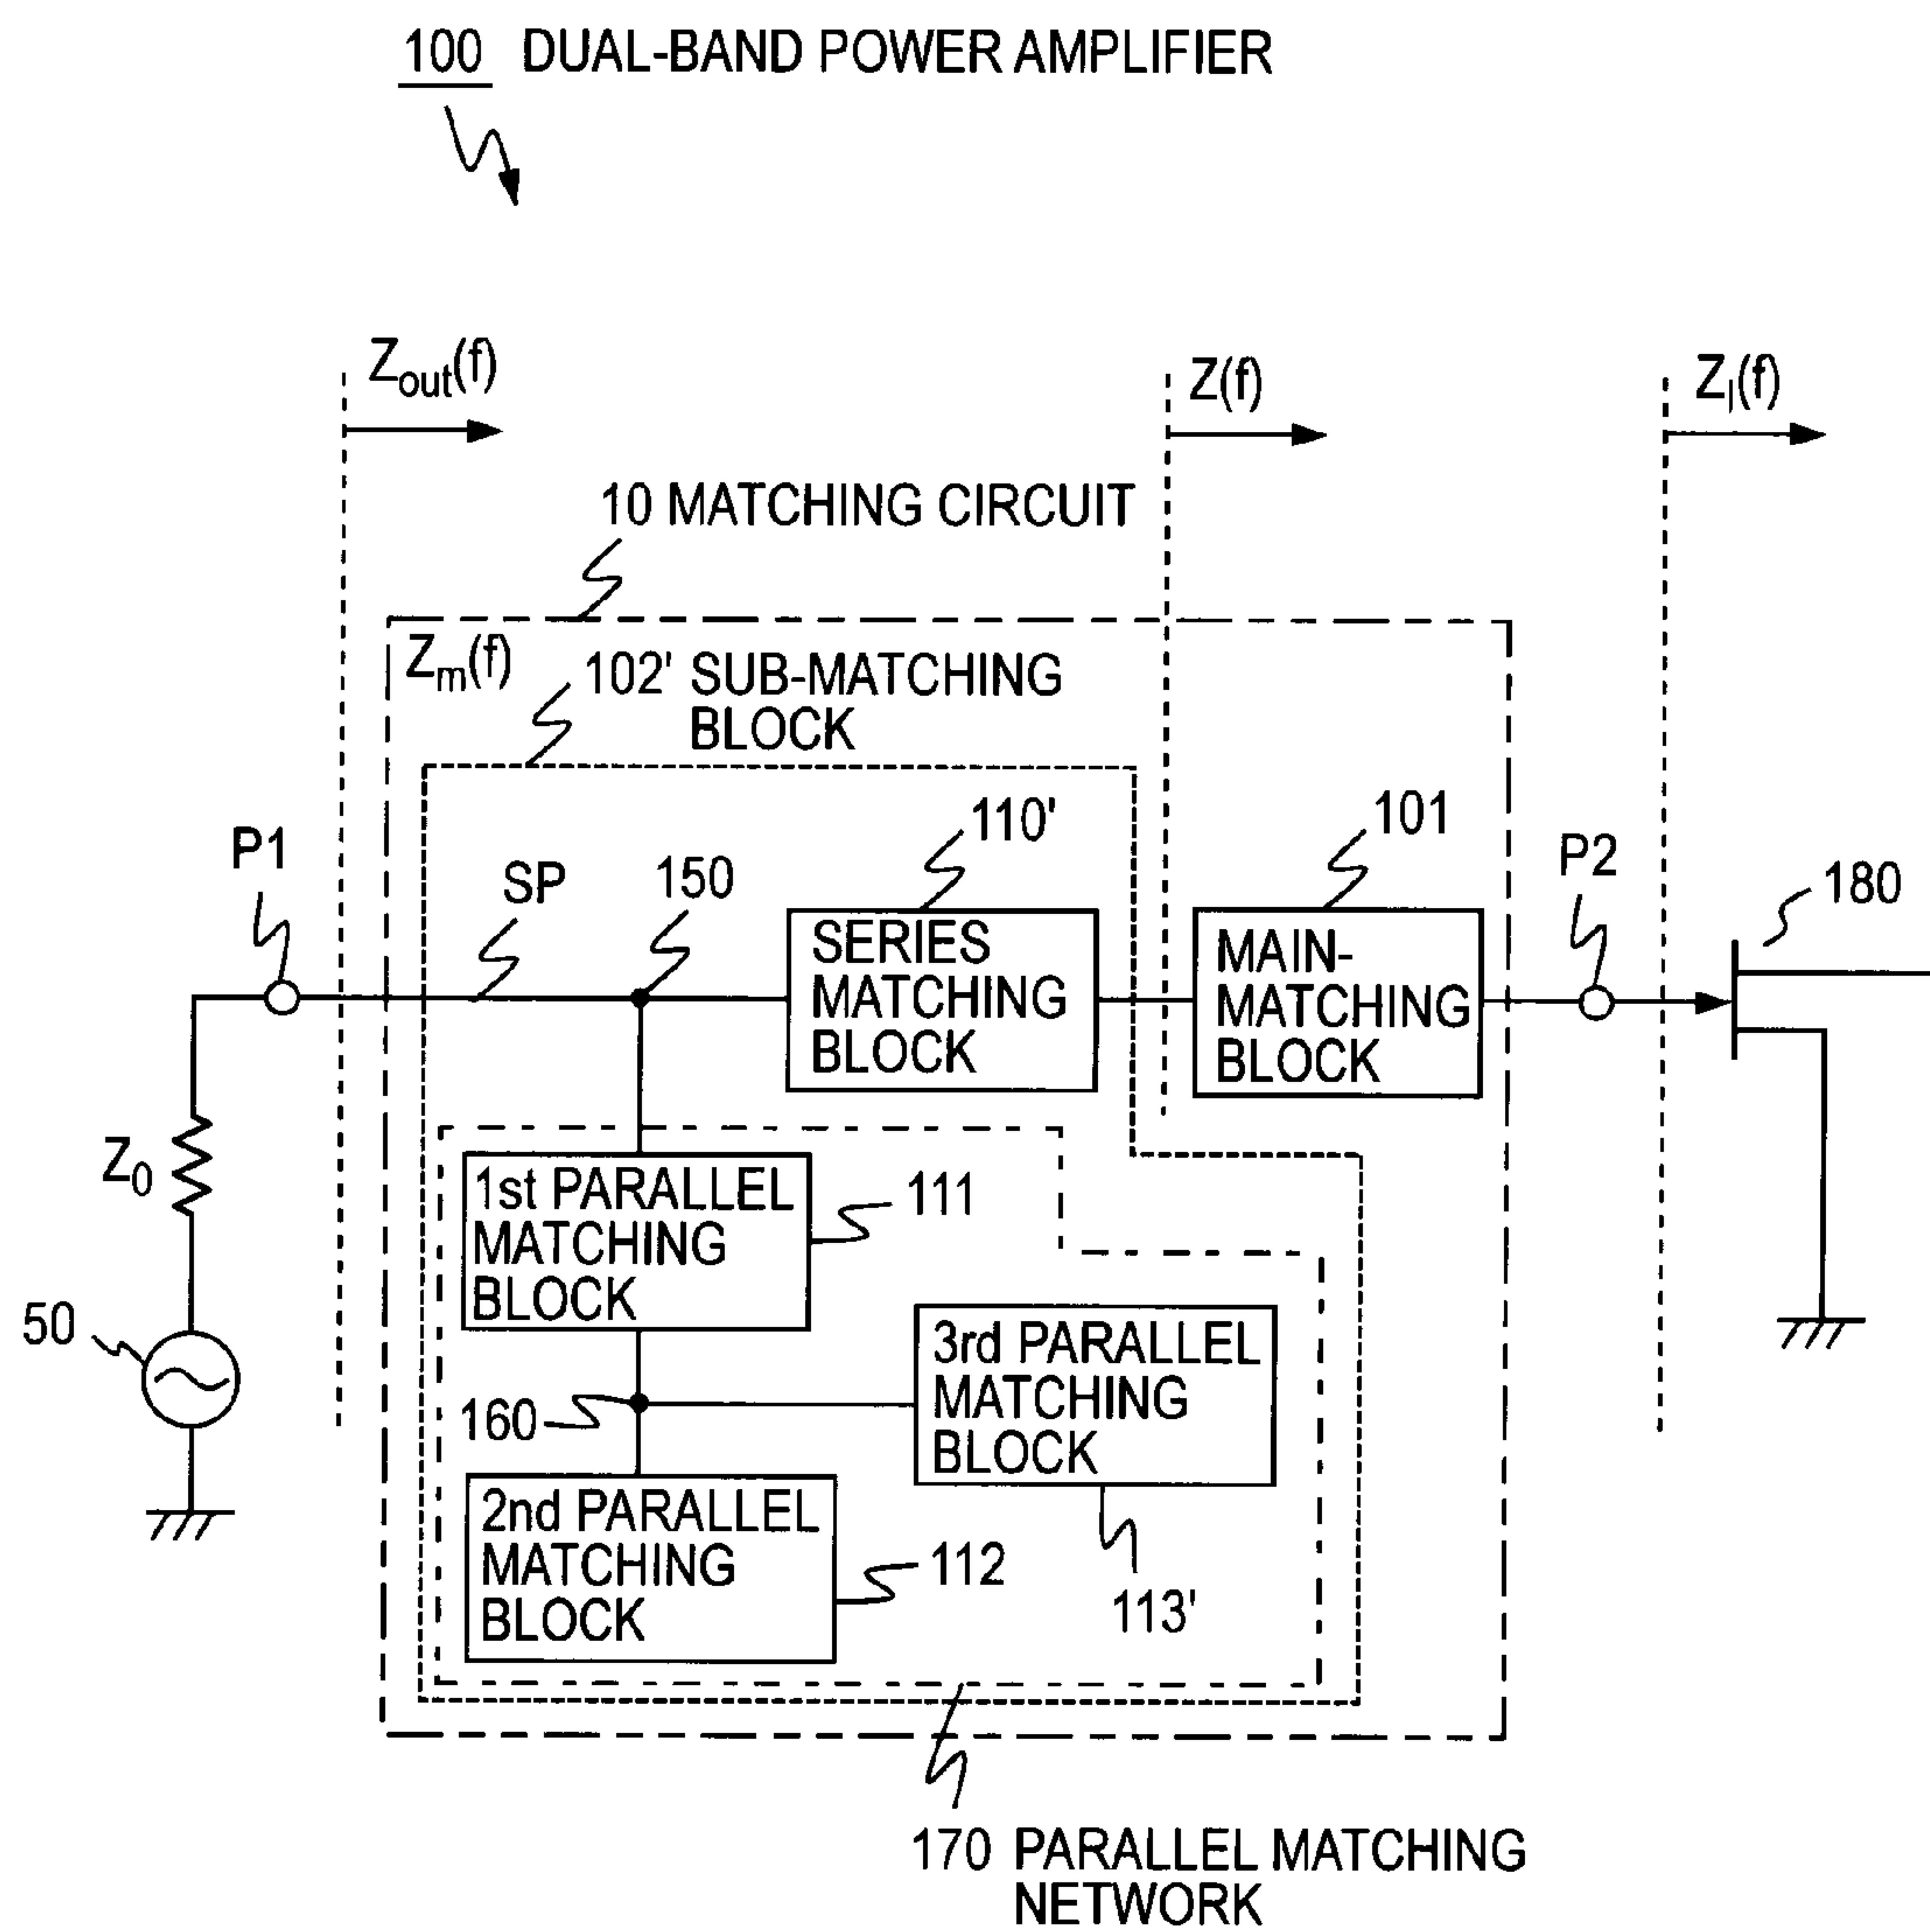 100 DUAL-BAND POWER AMPLIFIER
Zout(f)
Z(f)
Zl(f)
10 MATCHING CIRCUIT
Zm(f)
102' SUB-MATCHING
BLOCK
110'
101
P1
SP
150
P2
180
SERIES
MATCHING
BLOCK
MAIN-
MATCHING
BLOCK
Z0
1st PARALLEL
MATCHING
BLOCK
111
50
3rd PARALLEL
MATCHING
BLOCK
160
2nd PARALLEL
MATCHING
BLOCK
112
113'
170 PARALLEL MATCHING
NETWORK